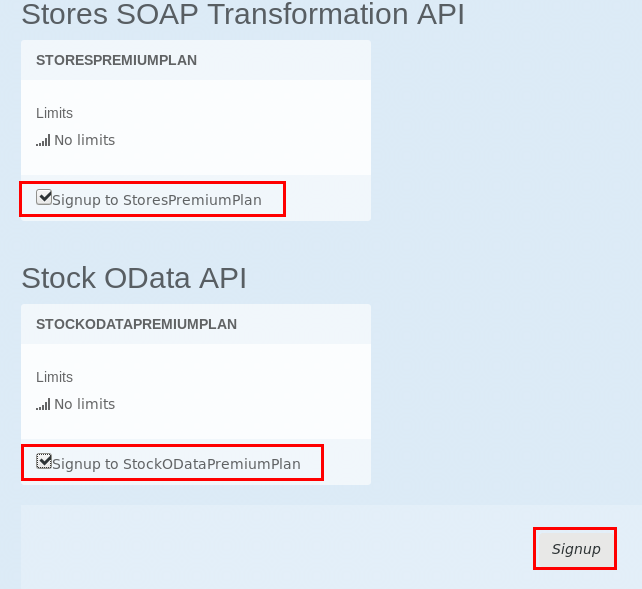 Stores SOAP Transformation API
STORESPREMIUMPLAN
Limits
No limits
Signup to StoresPremiumPlan
Stock OData API
STOCKODATAPREMIUMPLAN
Limits
No limits
Signup to StockODataPremiumPlan
Signup